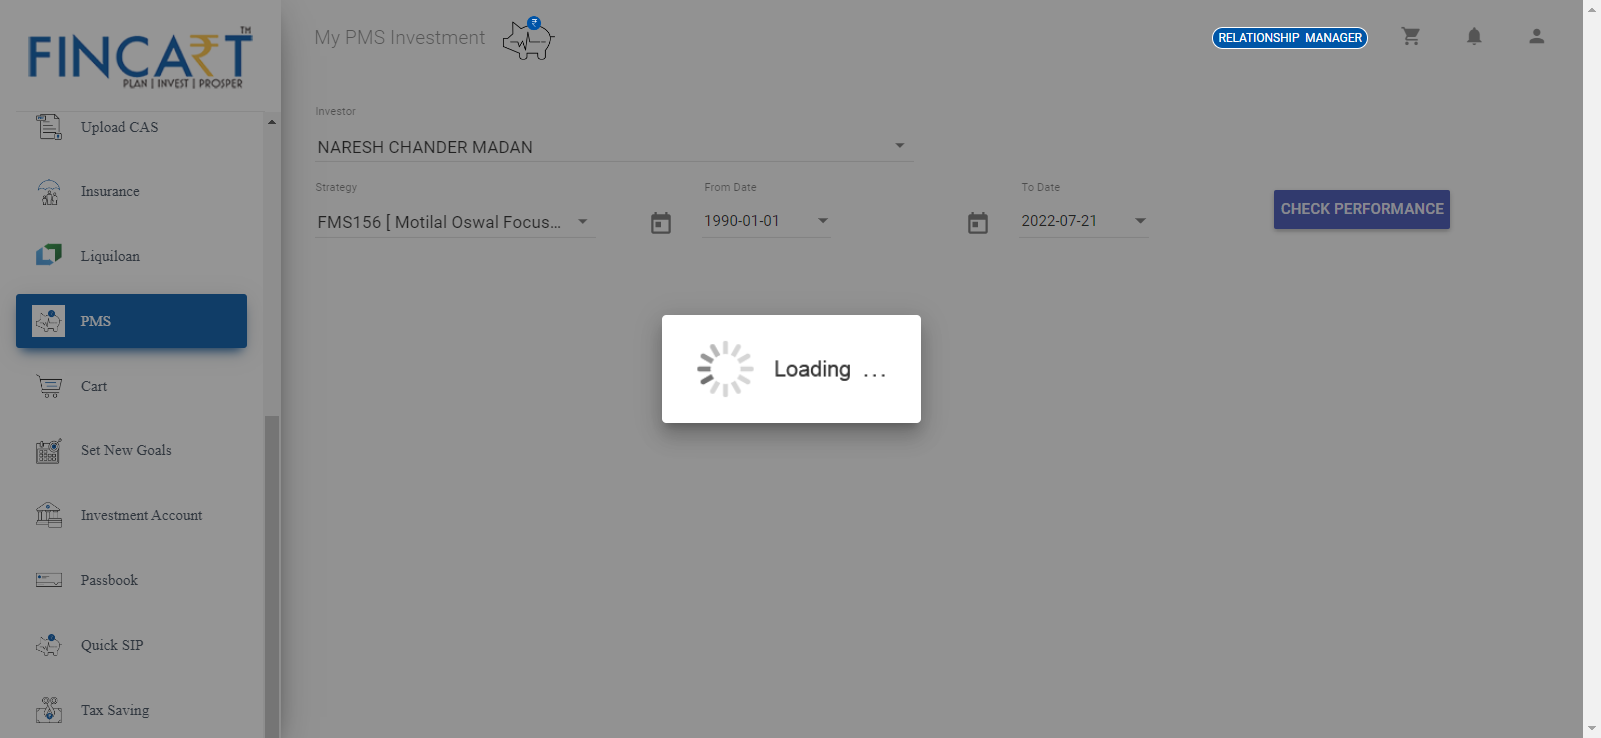 FINCART TM
PLAN | INVEST | PROSPER
Upload CAS
Insurance
Liquiloan
PMS
Cart
Set New Goals
Investment Account
Passbook
Quick SIP
Tax Saving
My PMS Investment
RELATIONSHIP MANAGER
Investor
NARESH CHANDER MADAN
Strategy
From Date
To Date
FMS156 [ Motilal Oswal Focus...
1990-01-01
2022-07-21
CHECK PERFORMANCE
Loading ...